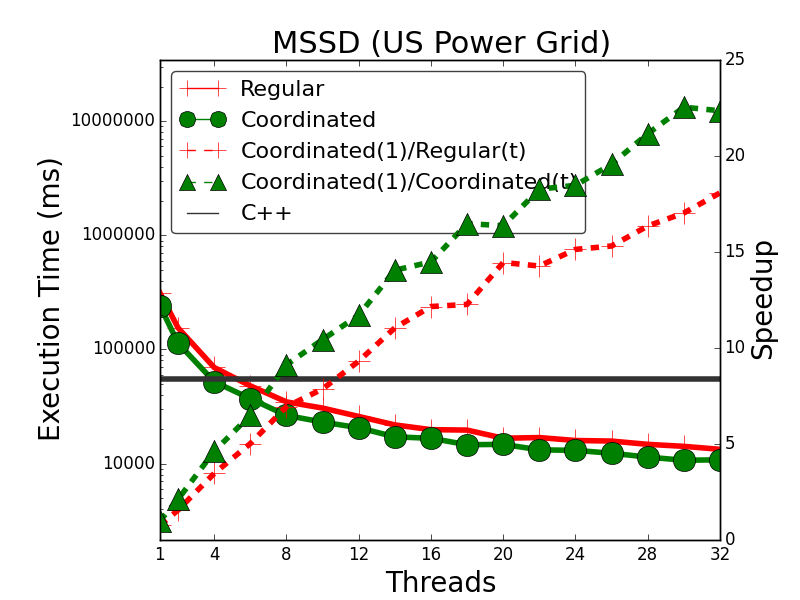 MSSD (US Power Grid)
Regular
Coordinated
Coordinated(1)/Regular(t)
Coordinated(1)/Coordinated(t)
C++
Execution Time (ms)
10000000
1000000
100000
10000
25
20
15
10
5
0
Speedup
1 4 8 12 16 20 24 28 32
Threads